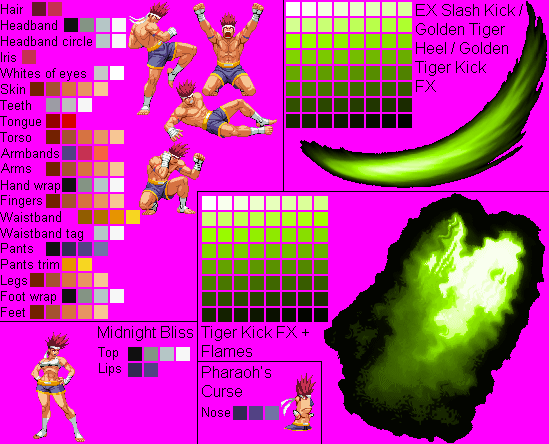 Hair
Headband
Headband circle
Iris
Whites of eyes
Skin
Teeth
Tongue
Torso
Armbands
Arms
Hand wrap
Fingers
Waistband
Waistband tag
Pants
Pants trim
Legs
Foot wrap
Feet
EX Slash Kick /
Golden Tiger
Heel / Golden
Tiger Kick
FX
Midnight Bliss
Top
Lips
Tiger Kick FX +
Flames
Pharaoh's
Curse
Nose